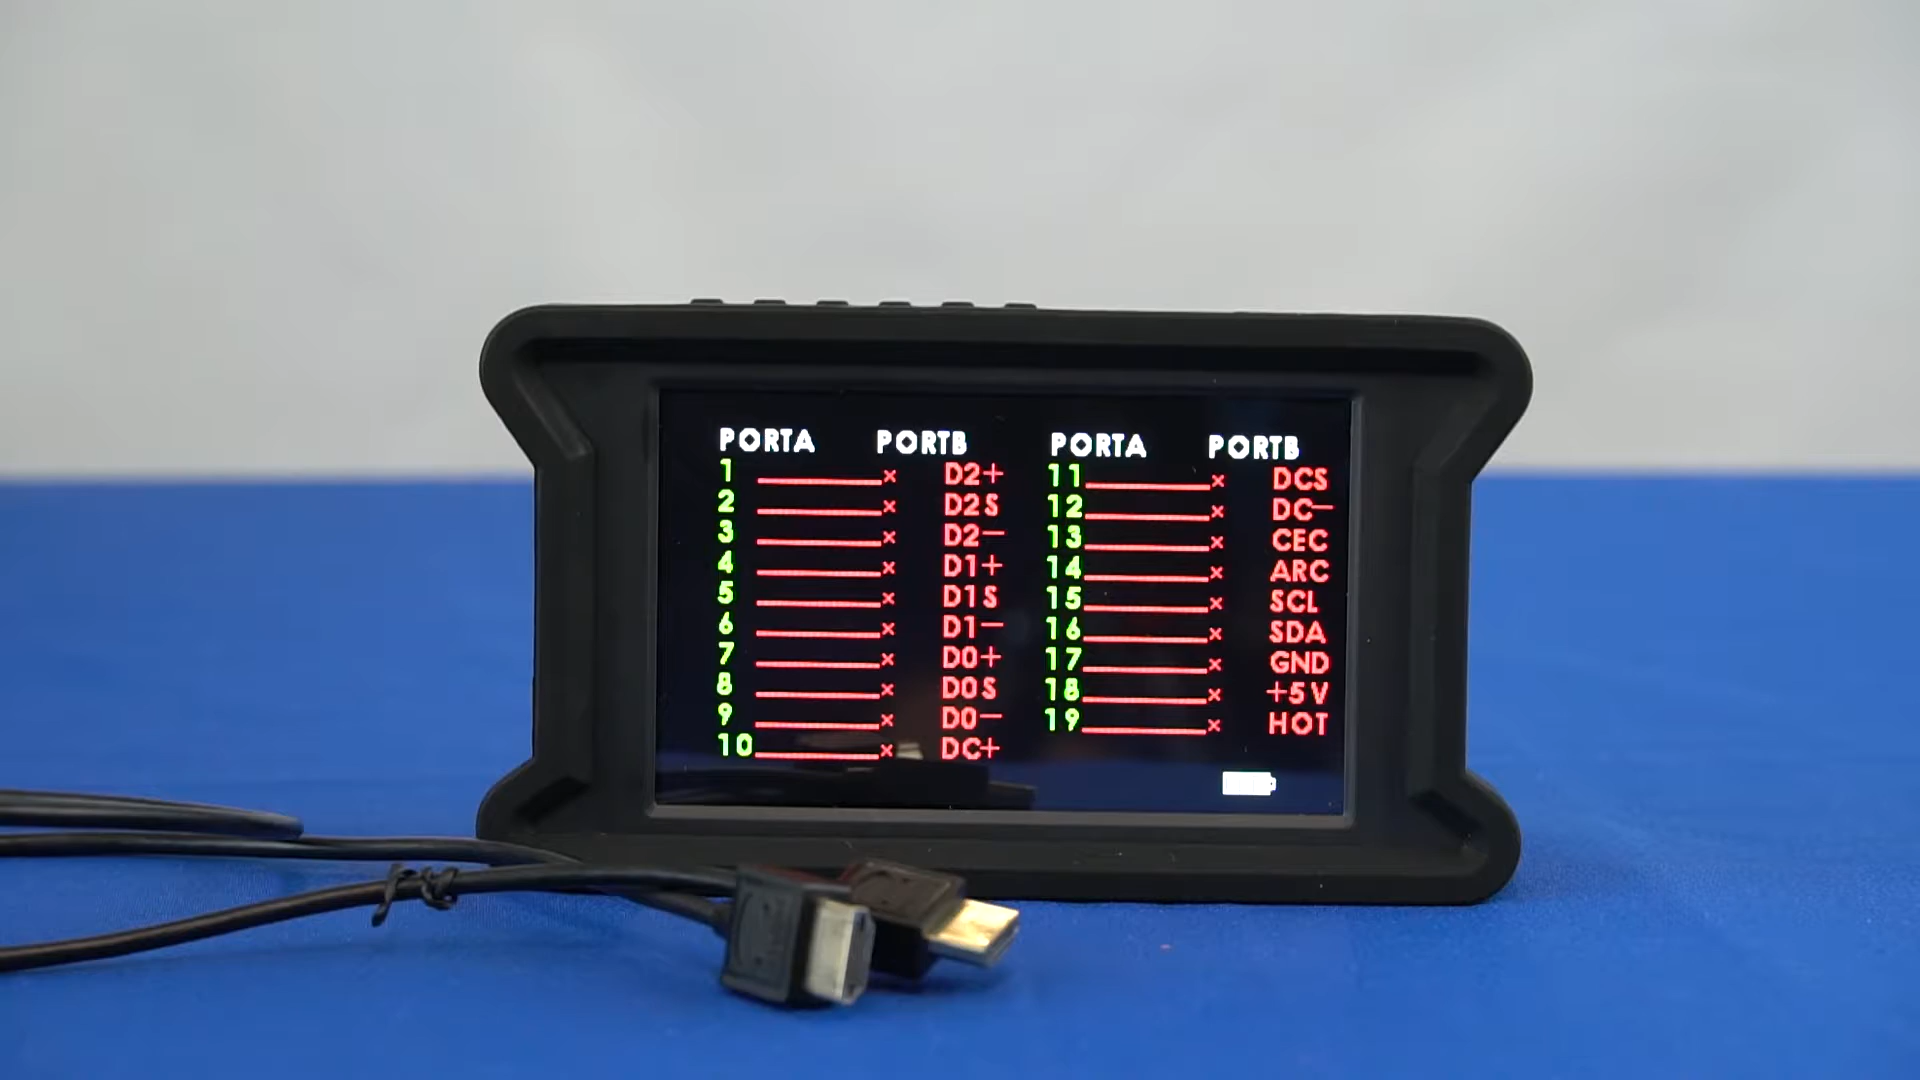 PORTA PORTB PORTA PORTB
1 × D2+ 11 × DCS
2 × D2S 12 × DC-
3 × D2- 13 × CEC
4 × D1+ 14 × ARC
5 × D1S 15 × SCL
6 × D1- 16 × SDA
7 × D0+ 17 × GND
8 × D0S 18 × +5V
9 × D0- 19 × HOT
10 × DC+